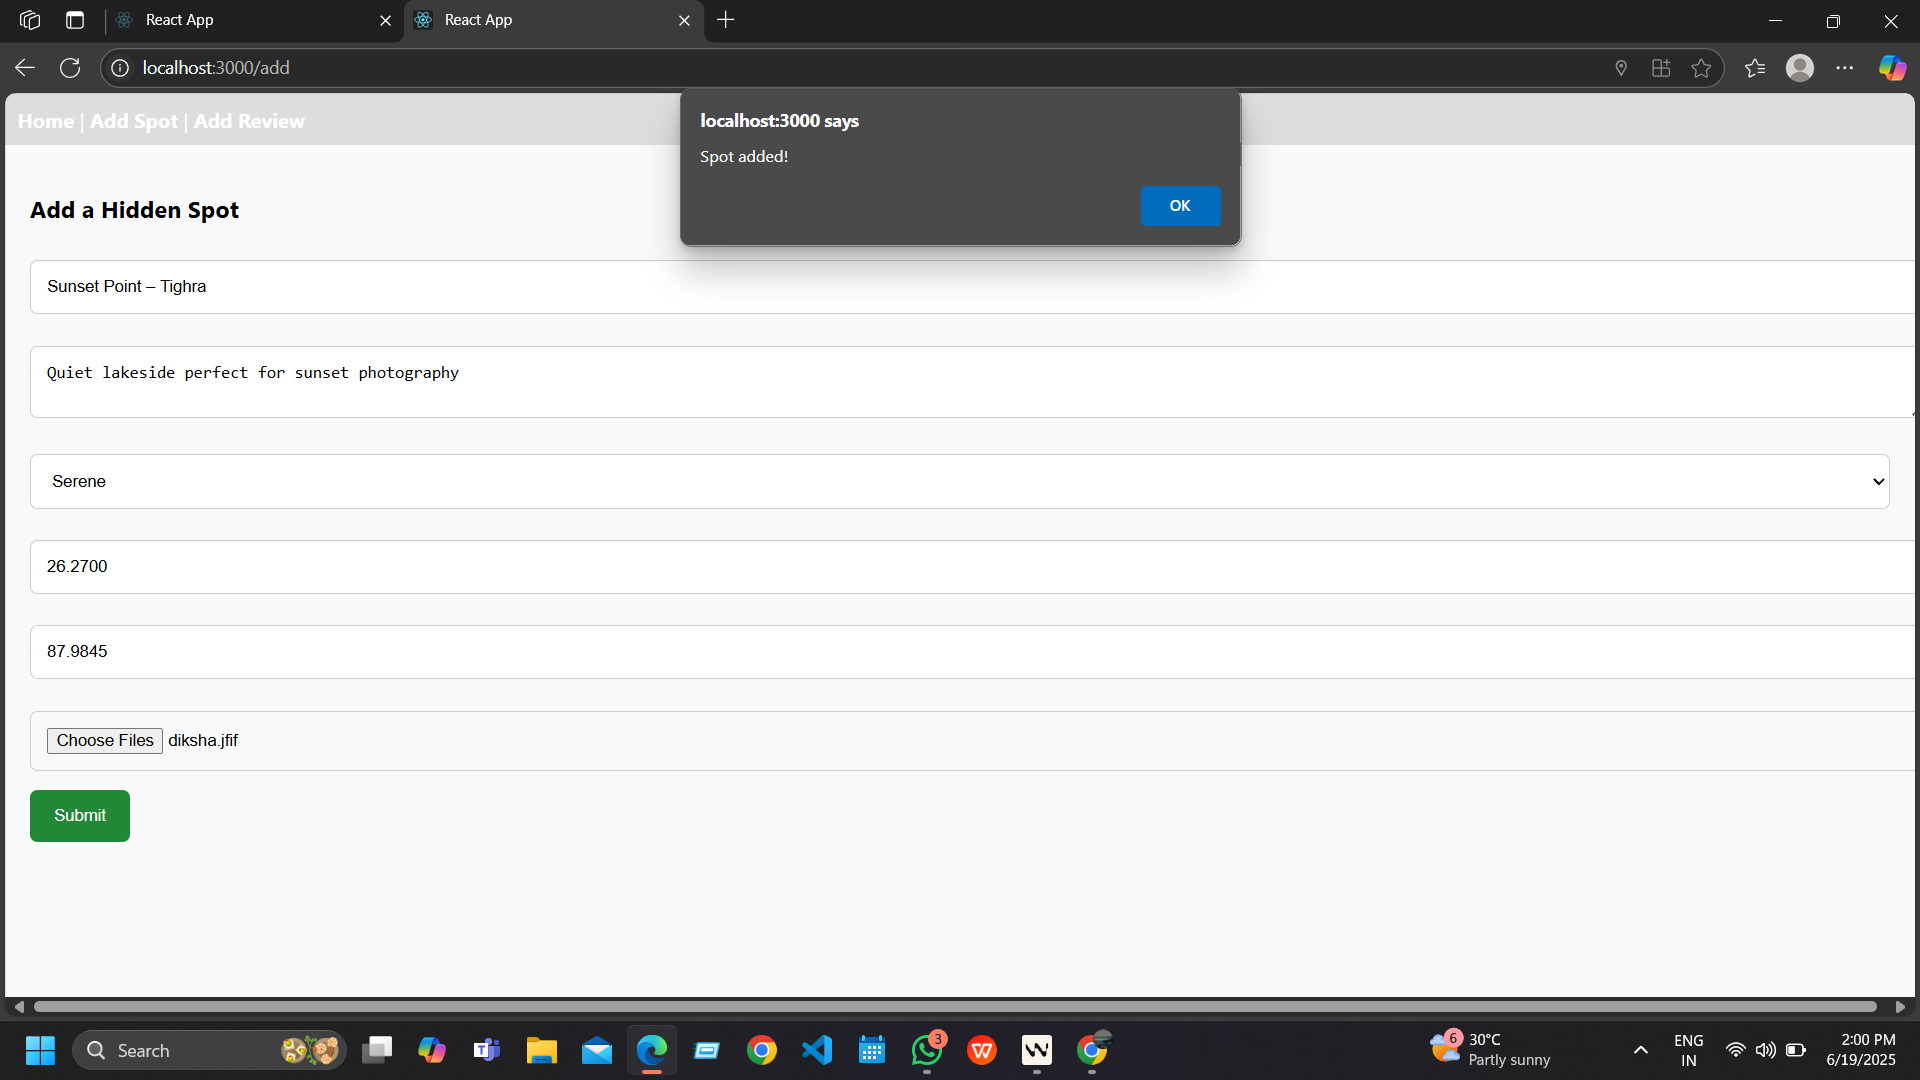 React App
React App
localhost:3000/add
Home | Add Spot | Add Review
localhost:3000 says
Spot added!
OK
Add a Hidden Spot
Sunset Point – Tighra
Quiet lakeside perfect for sunset photography
Serene
26.2700
87.9845
Choose Files diksha.jfif
Submit
Search
3
6
30°C
Partly sunny
ENG
IN
2:00 PM
6/19/2025